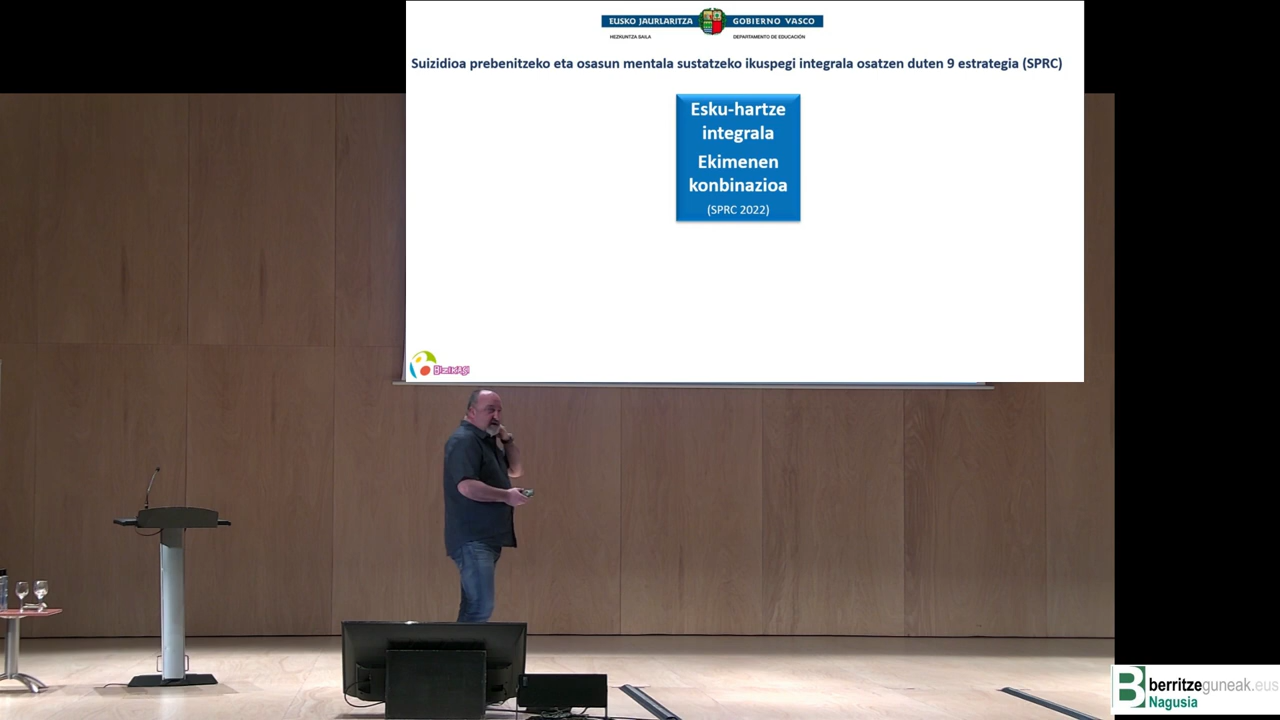 EUSKO JAURLARITZA
GOBIERNO VASCO
HEZKUNTZA SAILA
DEPARTAMENTO DE EDUCACIÓN
Suizidioa prebenitzeko eta osasun mentala sustatzeko ikuspegi integrala osatzen duten 9 estrategia (SPRC)
Esku-hartze
integrala
Ekimenen
konbinazioa
(SPRC 2022)
BIZIKASI
berritzeguneak.eus
Nagusia